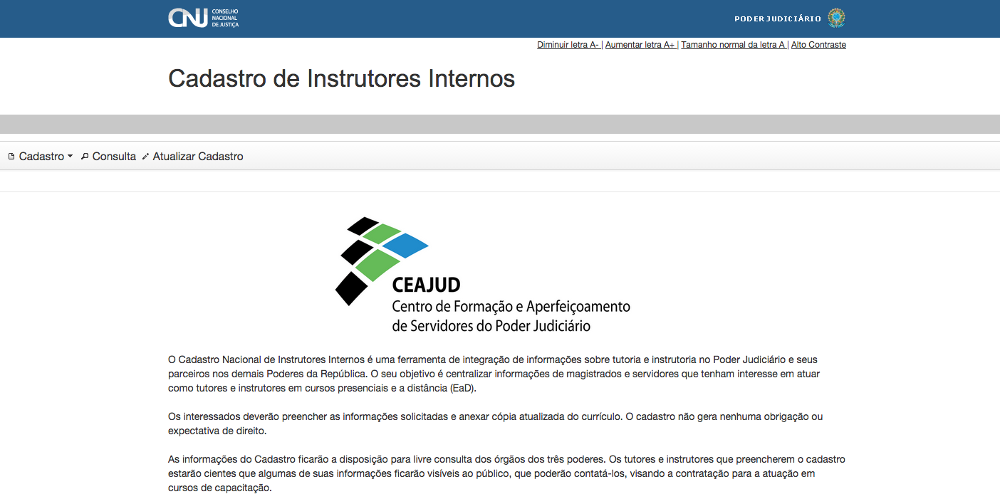 CNJ CONSELHO
NACIONAL
DE JUSTIÇA
PODER JUDICIÁRIO
Diminuir letra A- | Aumentar letra A+ | Tamanho normal da letra A | Alto Contraste
Cadastro de Instrutores Internos
Cadastro Consulta Atualizar Cadastro
CEAJUD
Centro de Formação e Aperfeiçoamento
de Servidores do Poder Judiciário
O Cadastro Nacional de Instrutores Internos é uma ferramenta de integração de informações sobre tutoria e instrutoria no Poder Judiciário e seus
parceiros nos demais Poderes da República. O seu objetivo é centralizar informações de magistrados e servidores que tenham interesse em atuar
como tutores e instrutores em cursos presenciais e a distância (EaD).
Os interessados deverão preencher as informações solicitadas e anexar cópia atualizada do currículo. O cadastro não gera nenhuma obrigação ou
expectativa de direito.
As informações do Cadastro ficarão a disposição para livre consulta dos órgãos dos três poderes. Os tutores e instrutores que preencherem o cadastro
estarão cientes que algumas de suas informações ficarão visíveis ao público, que poderão contatá-los, visando a contratação para a atuação em
cursos de capacitação.